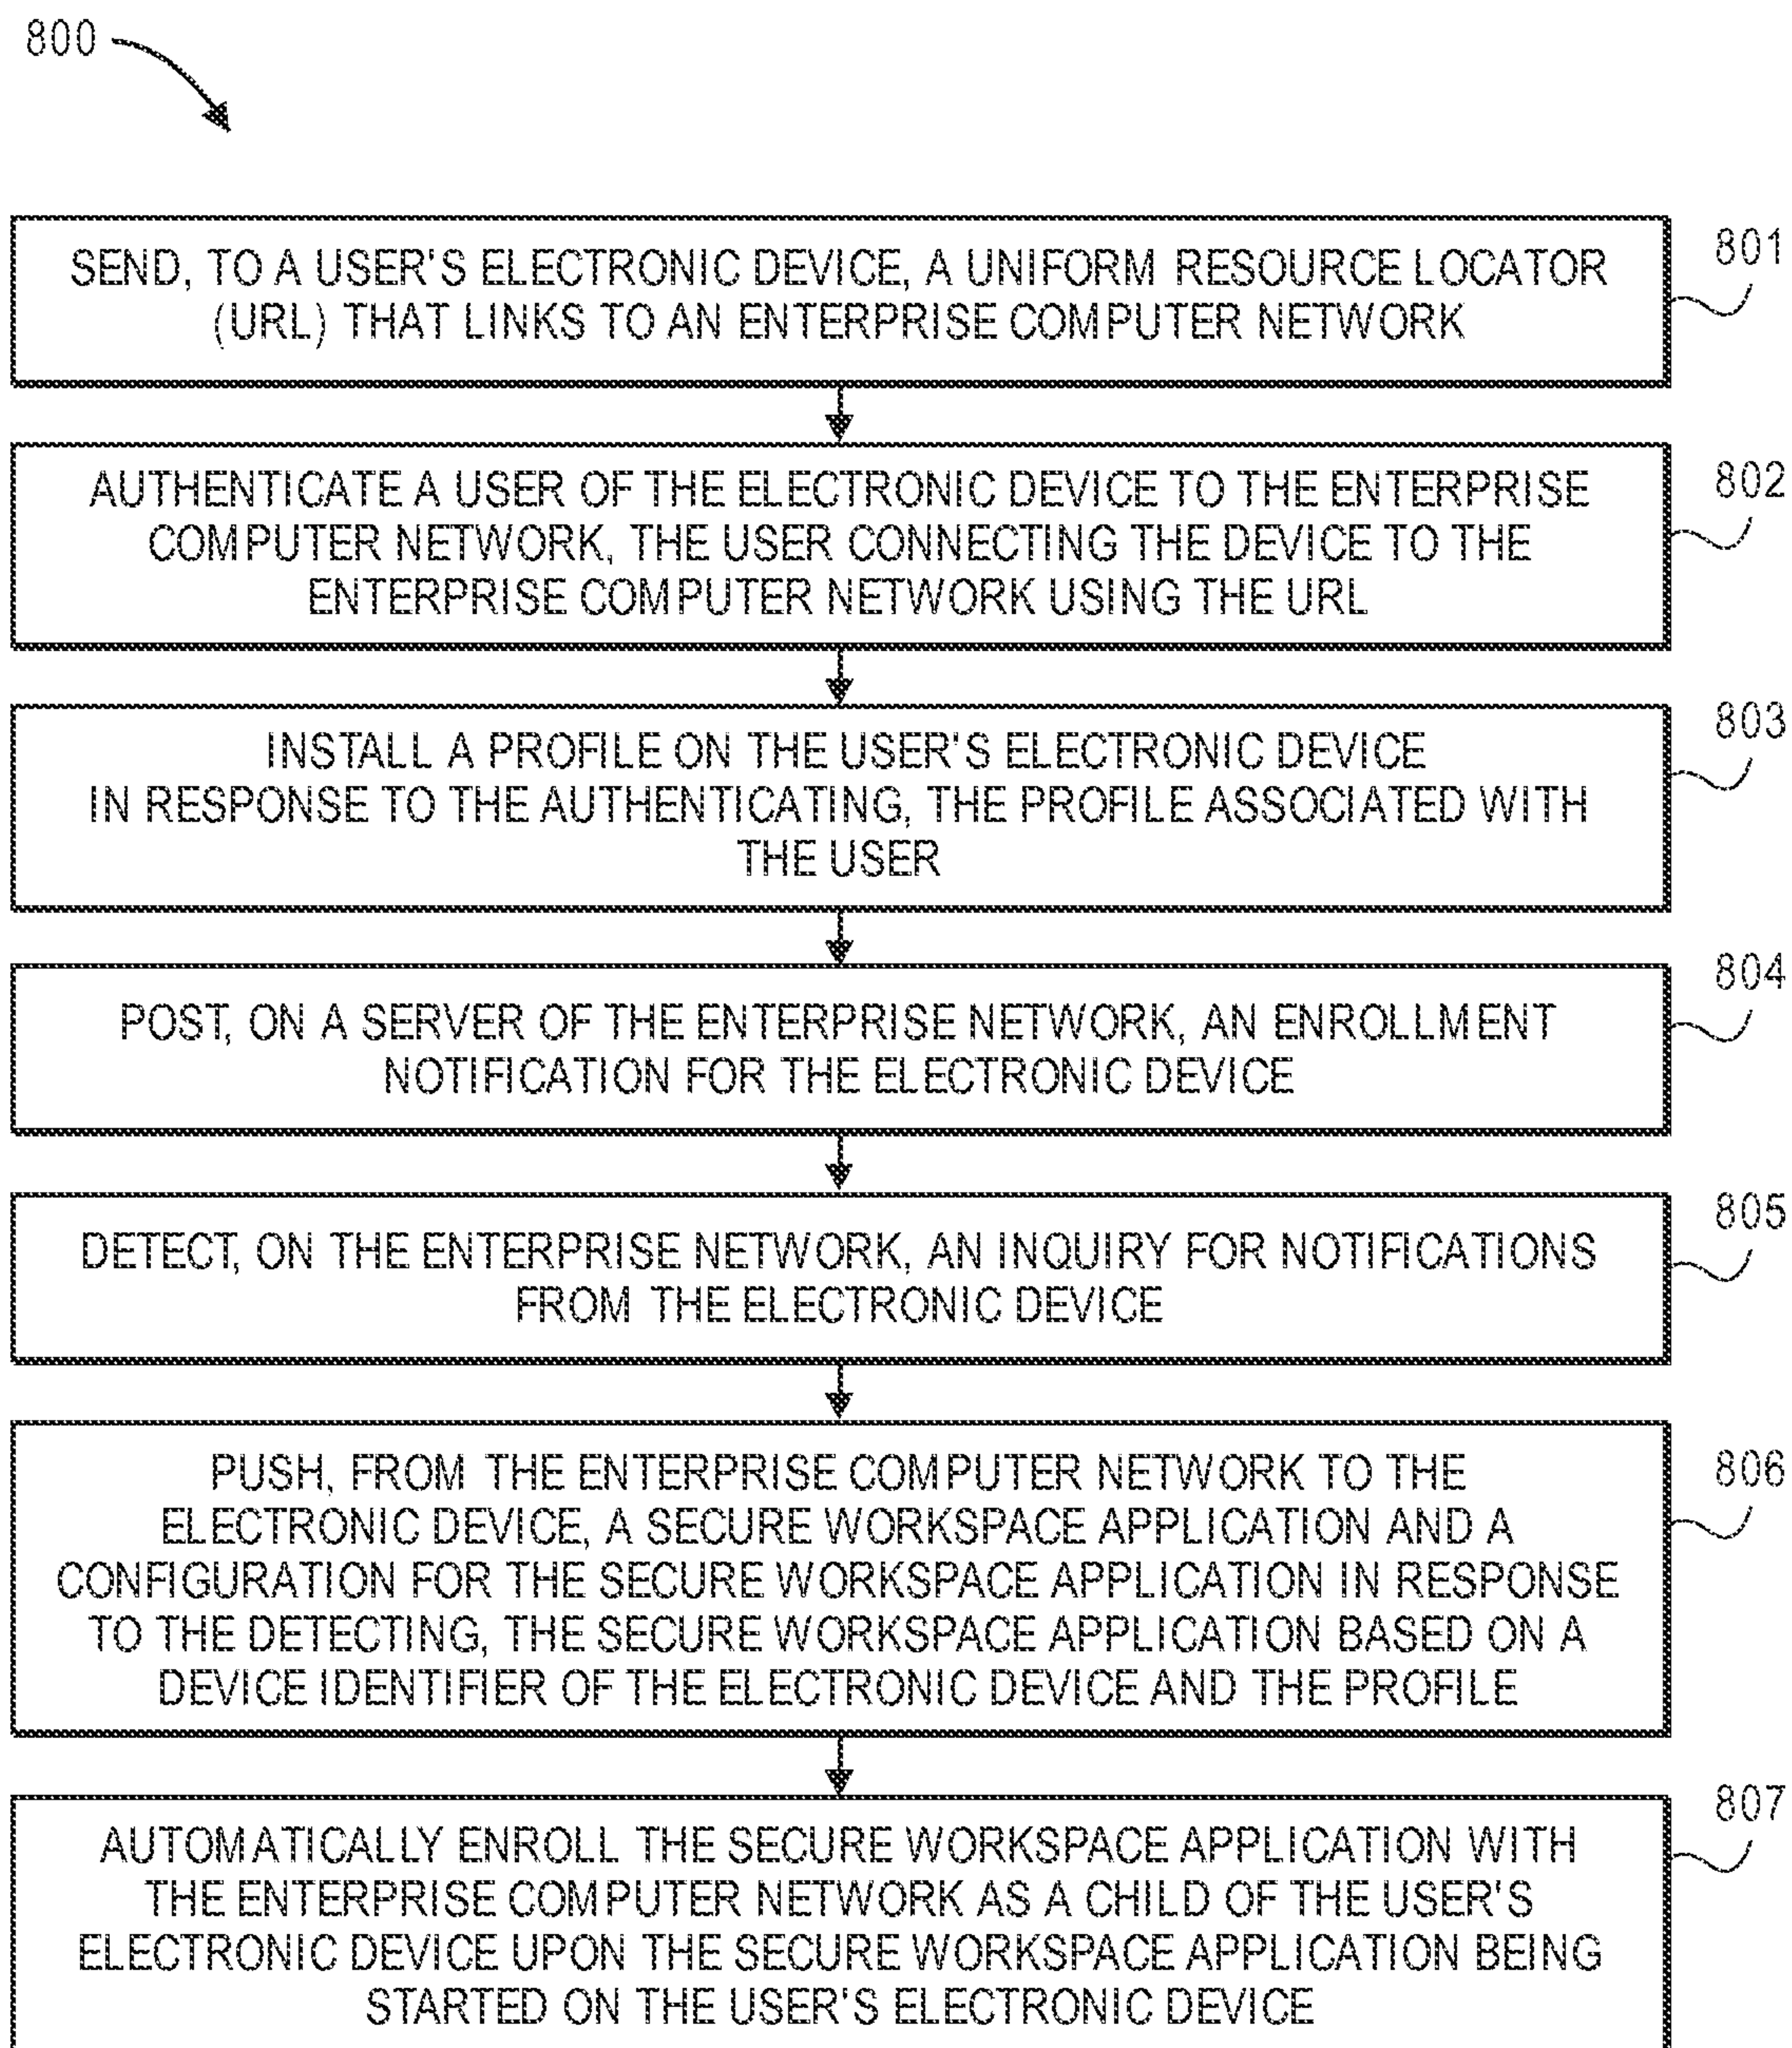 800
SEND, TO A USER'S ELECTRONIC DEVICE, A UNIFORM RESOURCE LOCATOR
(URL) THAT LINKS TO AN ENTERPRISE COMPUTER NETWORK
801
AUTHENTICATE A USER OF THE ELECTRONIC DEVICE TO THE ENTERPRISE
COMPUTER NETWORK, THE USER CONNECTING THE DEVICE TO THE
ENTERPRISE COMPUTER NETWORK USING THE URL
802
INSTALL A PROFILE ON THE USER'S ELECTRONIC DEVICE
IN RESPONSE TO THE AUTHENTICATING, THE PROFILE ASSOCIATED WITH
THE USER
803
POST, ON A SERVER OF THE ENTERPRISE NETWORK, AN ENROLLMENT
NOTIFICATION FOR THE ELECTRONIC DEVICE
804
DETECT, ON THE ENTERPRISE NETWORK, AN INQUIRY FOR NOTIFICATIONS
FROM THE ELECTRONIC DEVICE
805
PUSH, FROM THE ENTERPRISE COMPUTER NETWORK TO THE
ELECTRONIC DEVICE, A SECURE WORKSPACE APPLICATION AND A
CONFIGURATION FOR THE SECURE WORKSPACE APPLICATION IN RESPONSE
TO THE DETECTING, THE SECURE WORKSPACE APPLICATION BASED ON A
DEVICE IDENTIFIER OF THE ELECTRONIC DEVICE AND THE PROFILE
806
AUTOMATICALLY ENROLL THE SECURE WORKSPACE APPLICATION WITH
THE ENTERPRISE COMPUTER NETWORK AS A CHILD OF THE USER'S
ELECTRONIC DEVICE UPON THE SECURE WORKSPACE APPLICATION BEING
STARTED ON THE USER'S ELECTRONIC DEVICE
807